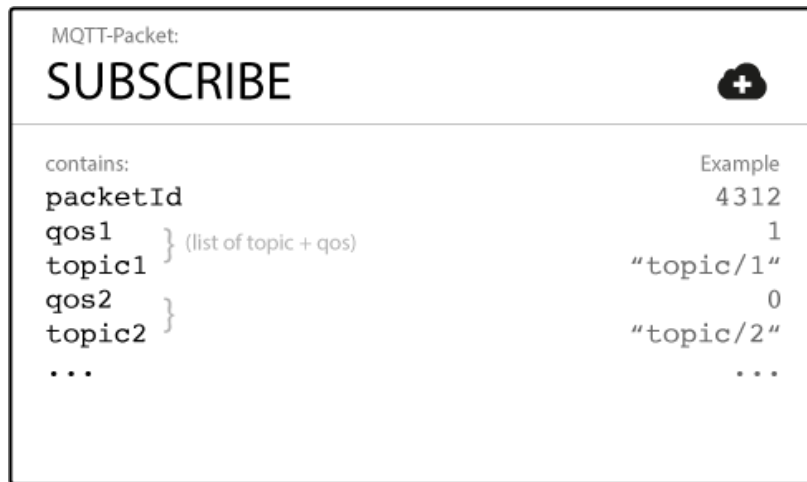 MQTT-Packet:
SUBSCRIBE
contains: Example
packetId 4312
qos1 } (list of topic + qos) 1
topic1 “topic/1“
qos2 } 0
topic2 “topic/2“
... ...